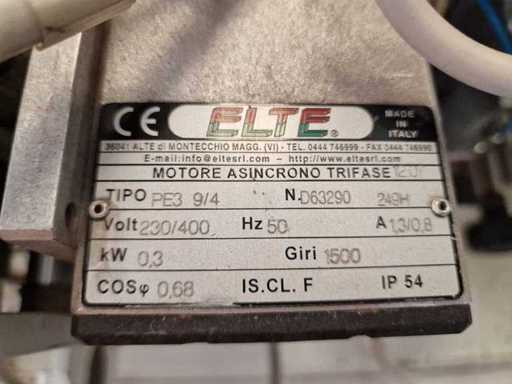 CE ELTE ® MADE IN ITALY
36041 ALTE di MONTECCHIO MAGG. (VI) - TEL. 0444 746999 - FAX 0444 746990
E-mail:info@eltesrl.com - http://www.eltesrl.com
MOTORE ASINCRONO TRIFASE
TIPO PE3 9/4 N. D63290 249H
Volt 230/400 Hz 50 A 1,3/0,8
kW 0,3 Giri 1500
COSφ 0,68 IS.CL. F IP 54